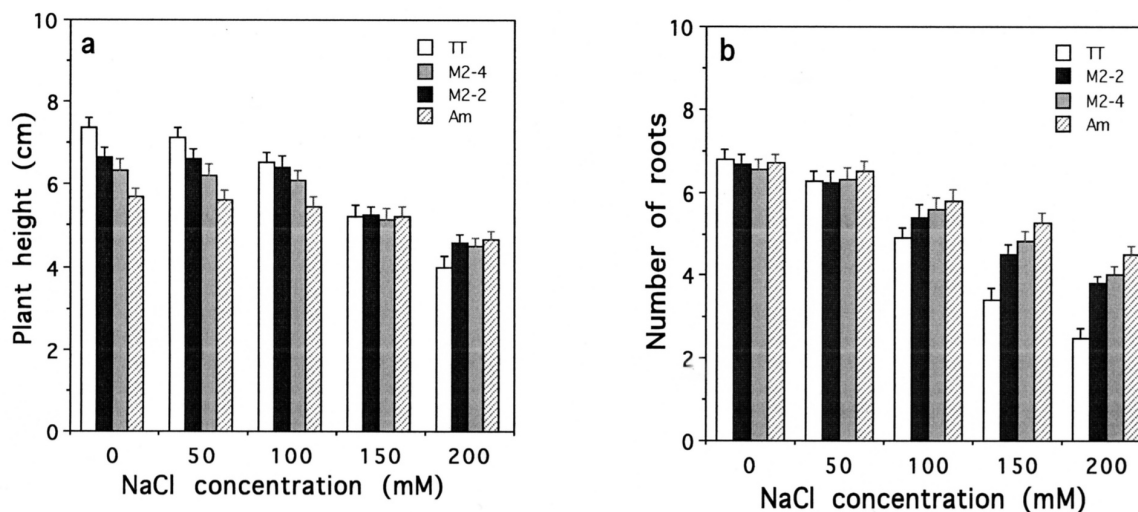 a
TT
M2-4
M2-2
Am
Plant height (cm)
10
8
6
4
2
0
0 50 100 150 200
NaCl concentration (mM)
b
TT
M2-2
M2-4
Am
Number of roots
10
8
6
4
2
0
0 50 100 150 200
NaCl concentration (mM)